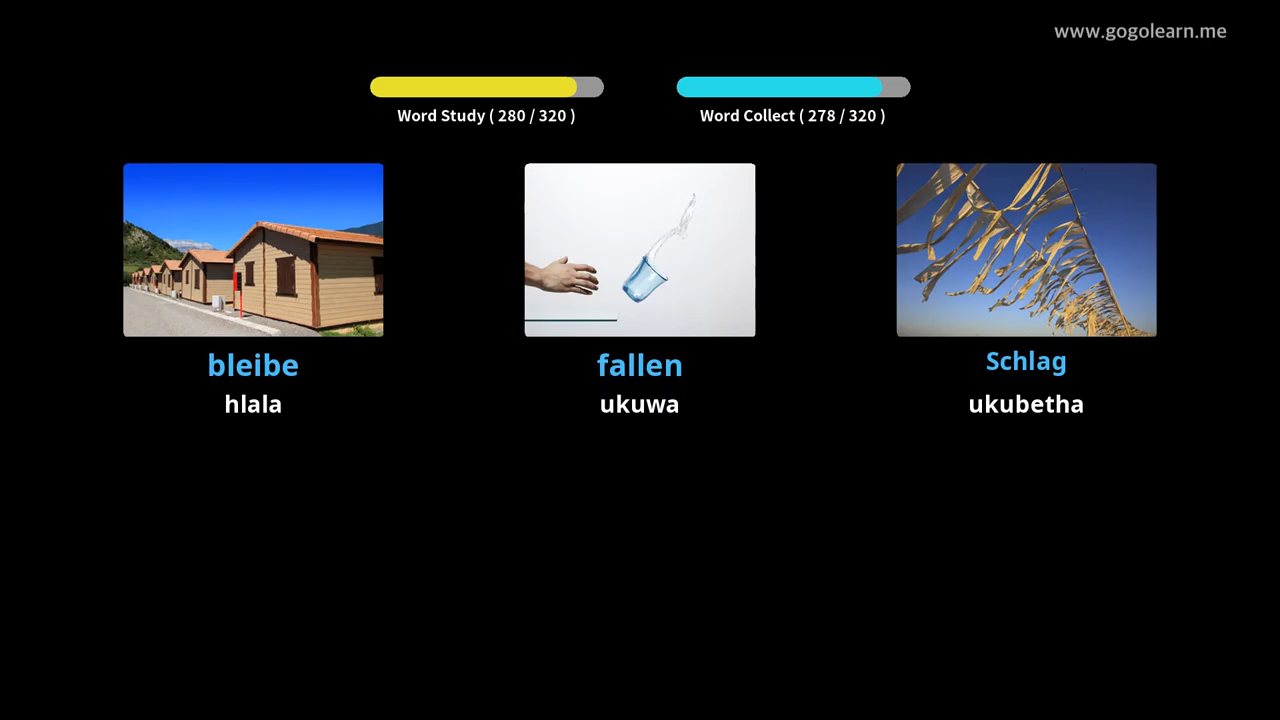 www.gogolearn.me
Word Study ( 280 / 320 )
Word Collect ( 278 / 320 )
bleibe
fallen
Schlag
hlala
ukuwa
ukubetha